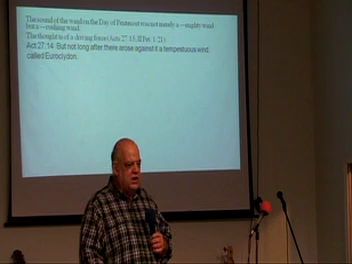 The sound of the wind on the Day of Pentecost was not merely a —mighty wind
but a —rushing wind.
The thought is of a driving force (Acts 27:15; II Pet. 1:21)
Act 27:14 But not long after there arose against it a tempestuous wind,
called Euroclydon.